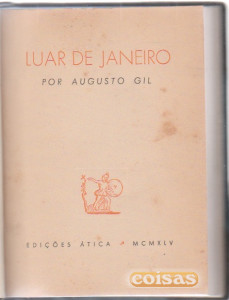 LUAR DE JANEIRO
POR AUGUSTO GIL
EDIÇÕES ÁTICA MCMXLV
coisas